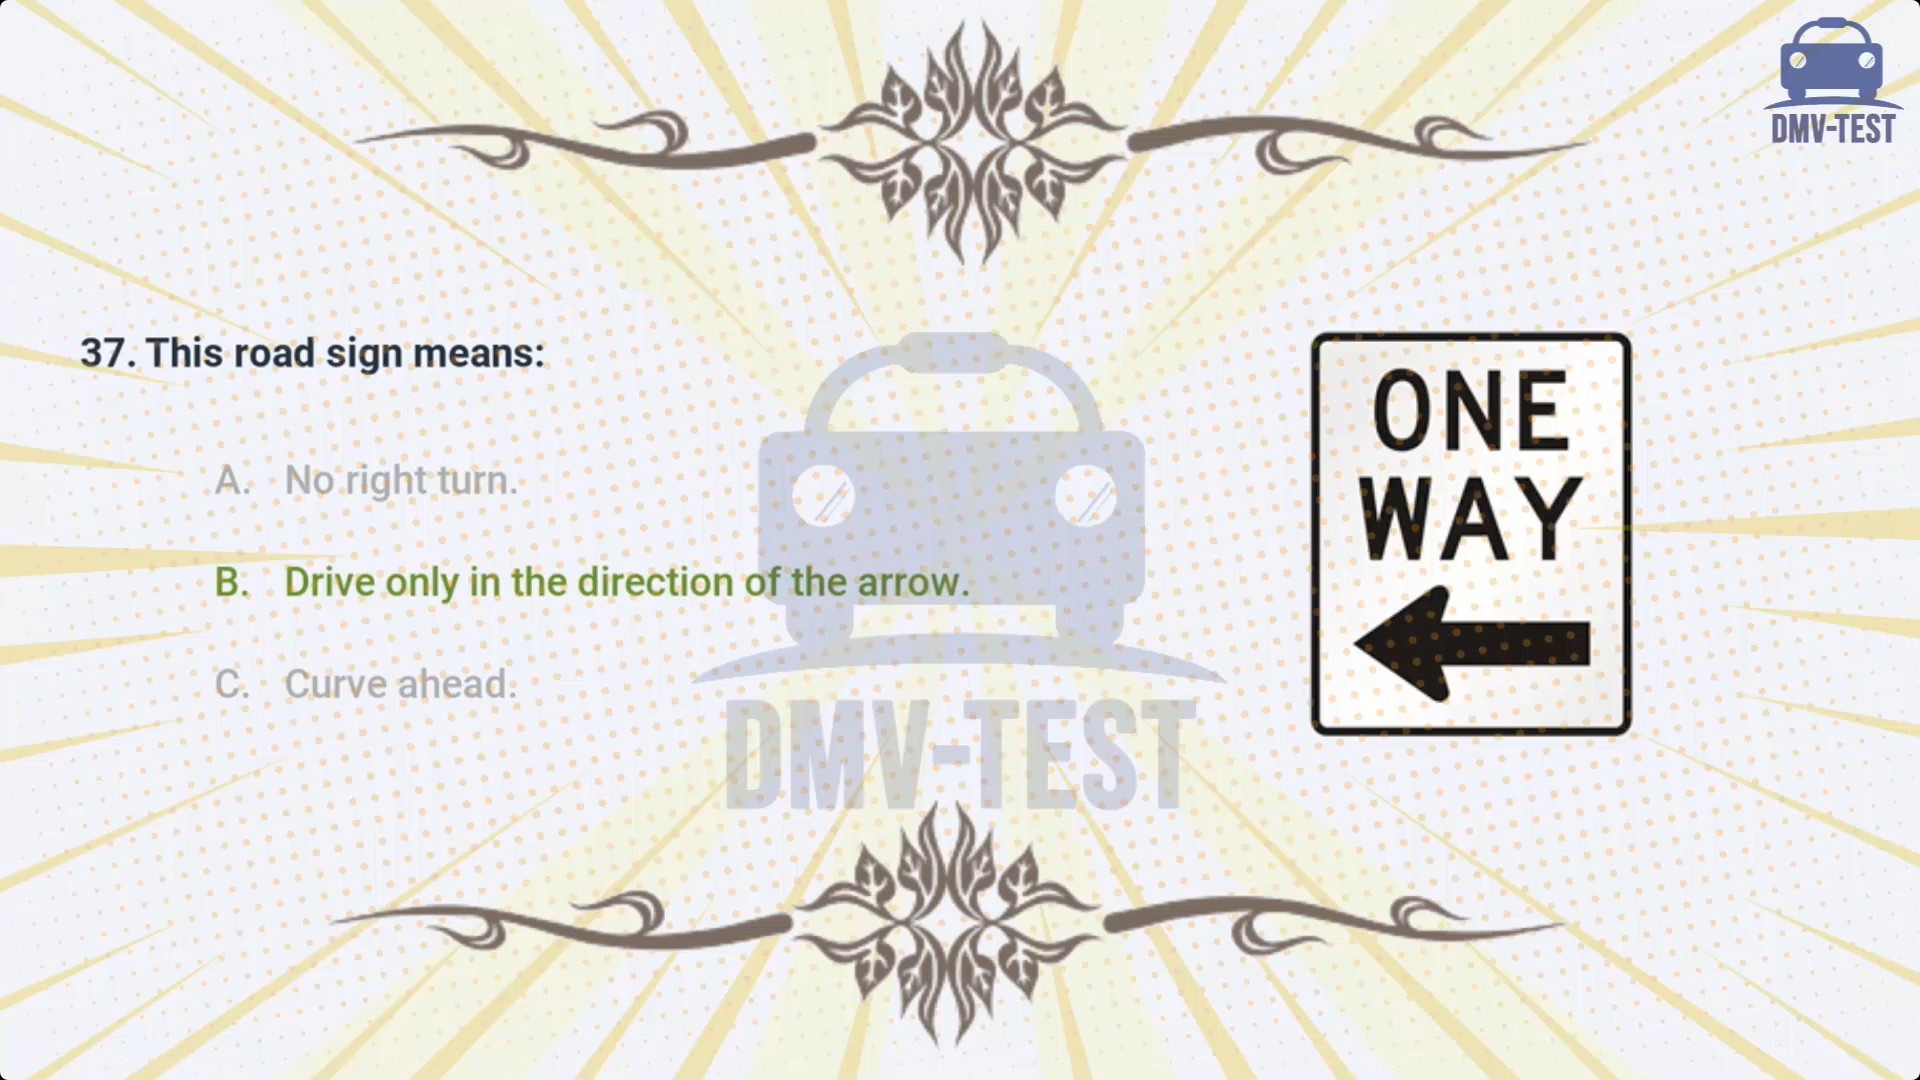 DMV-TEST
37. This road sign means:
A. No right turn.
B. Drive only in the direction of the arrow.
C. Curve ahead.
ONE
WAY
DMV-TEST